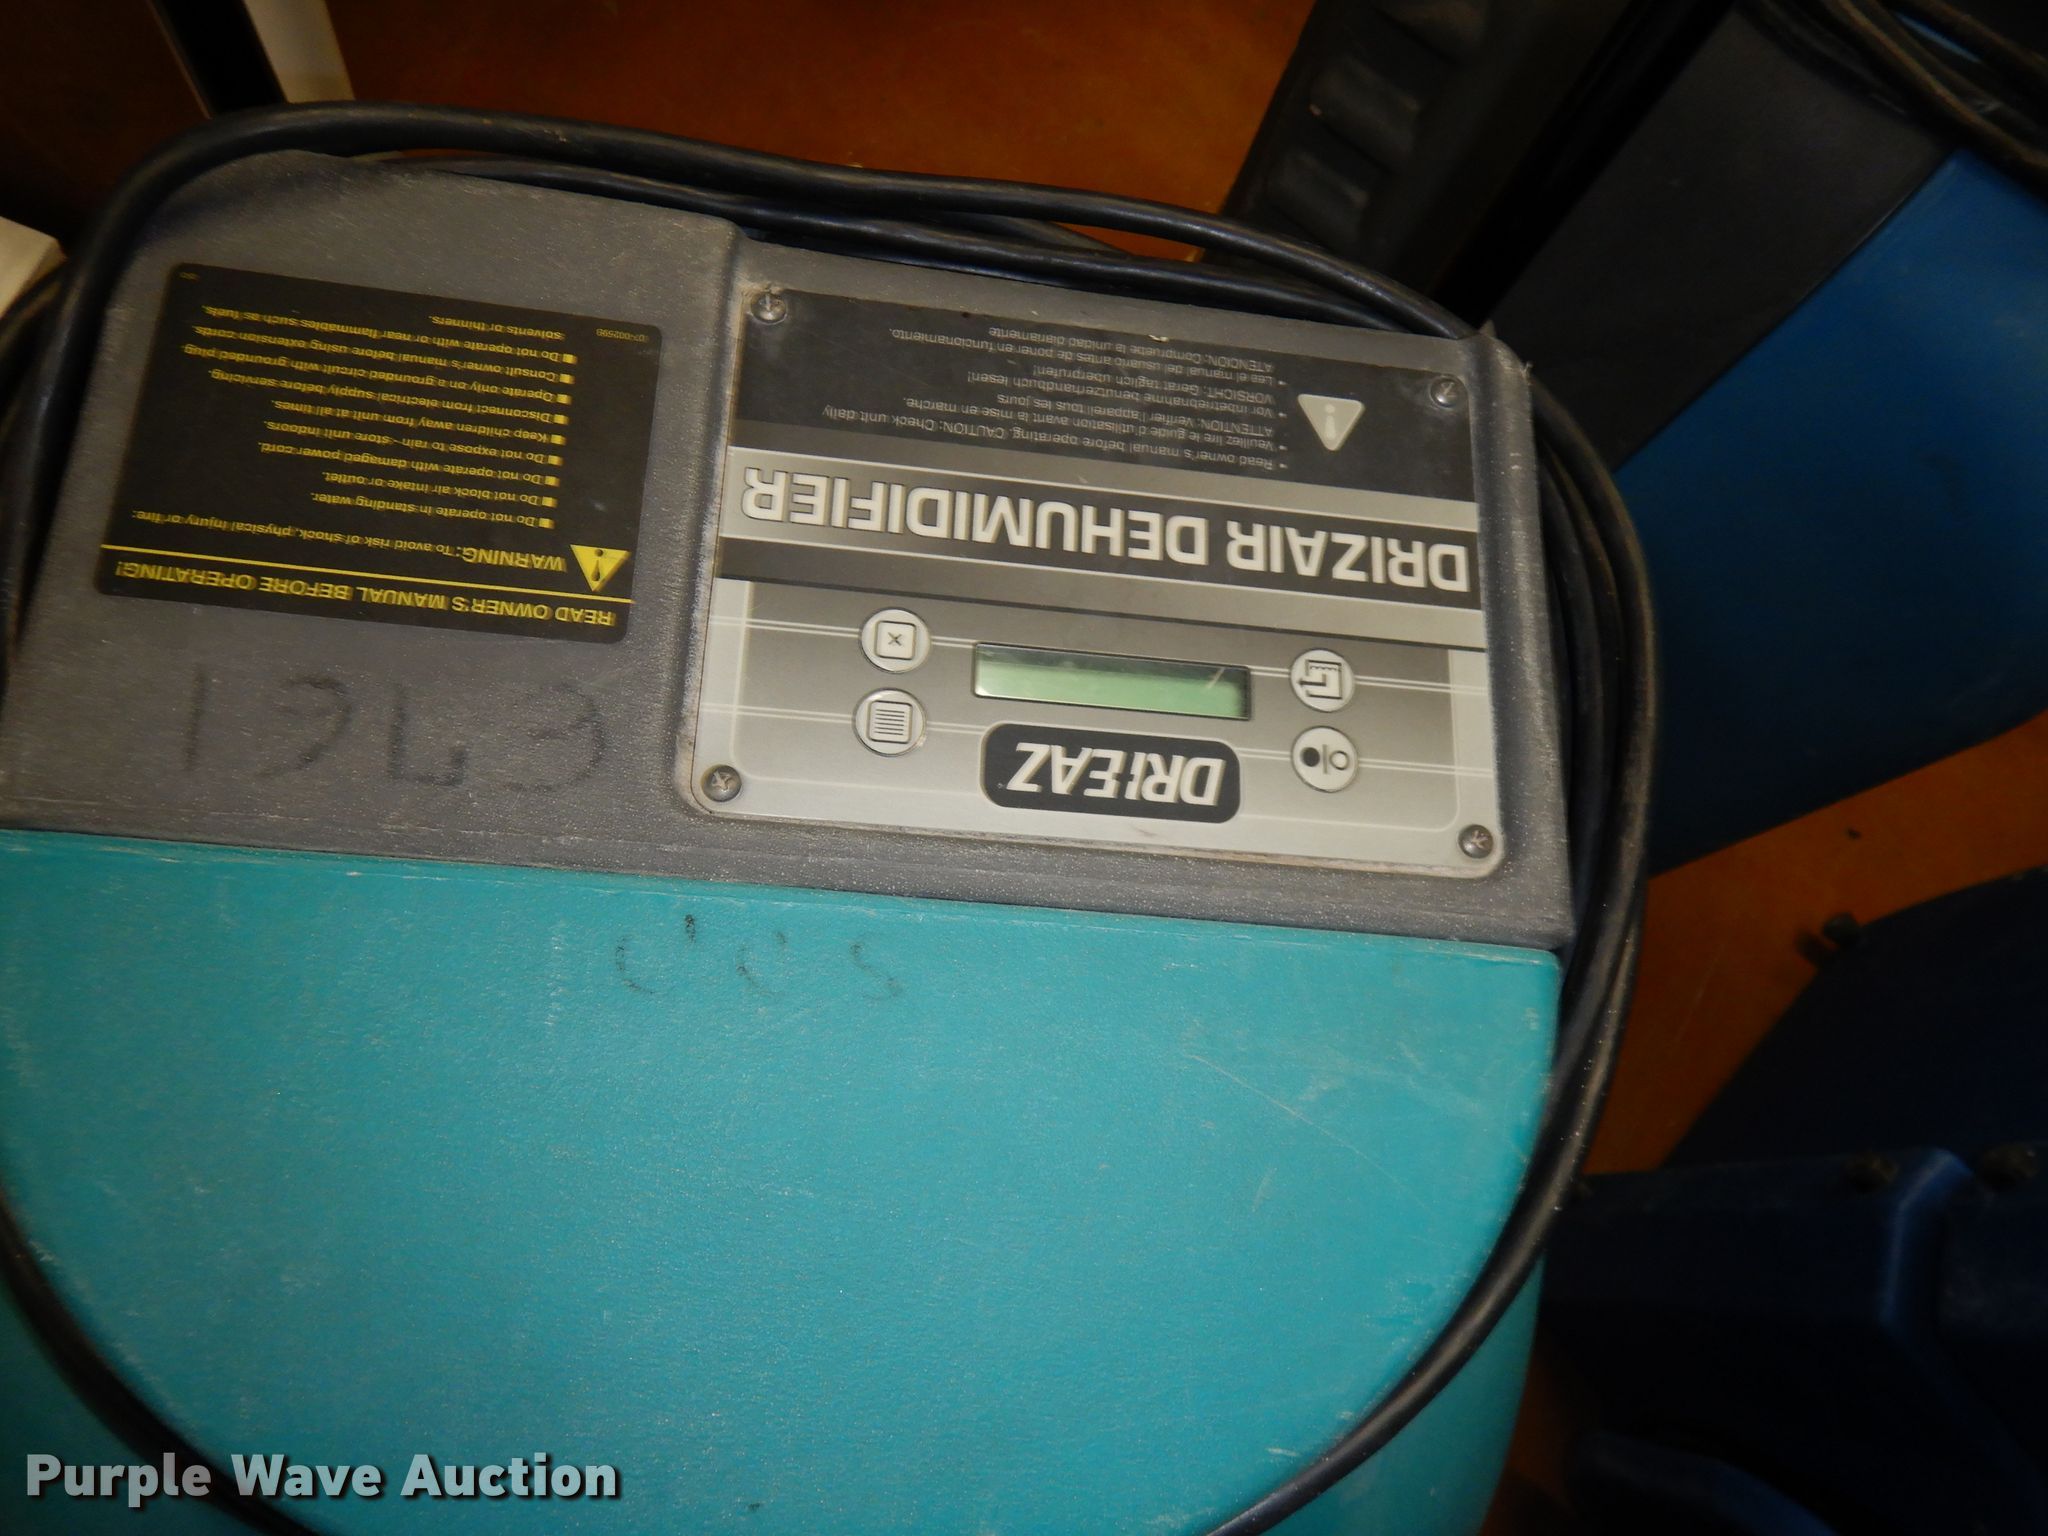 DRIEAZ
DRIZAIR DEHUMIDIFIER
• Read owner's manual before operating. CAUTION: Check unit daily
• Veuillez lire le guide d'utilisation avant la mise en marche.
ATTENTION: Vérifier l'appareil tous les jours
• Vor inbetriebnahme benutzerhandbuch lesen!
VORSICHT: Gerät täglich überprüfen!
• Lea el manual del usuario antes de poner en funcionamiento.
ATENCIÓN: Compruebe la unidad diariamente
READ OWNER'S MANUAL BEFORE OPERATING!
WARNING: To avoid risk of shock, physical injury or fire:
■ Do not operate in standing water.
■ Do not block air intake or outlet.
■ Do not operate with damaged power cord.
■ Do not expose to rain - store unit indoors.
■ Keep children away from unit at all times.
■ Disconnect from electrical supply before servicing.
■ Operate only on a grounded circuit with grounded plug.
■ Consult owner's manual before using extension cords.
■ Do not operate with or near flammables such as fuels,
solvents or thinners.
07-00259B
Purple Wave Auction